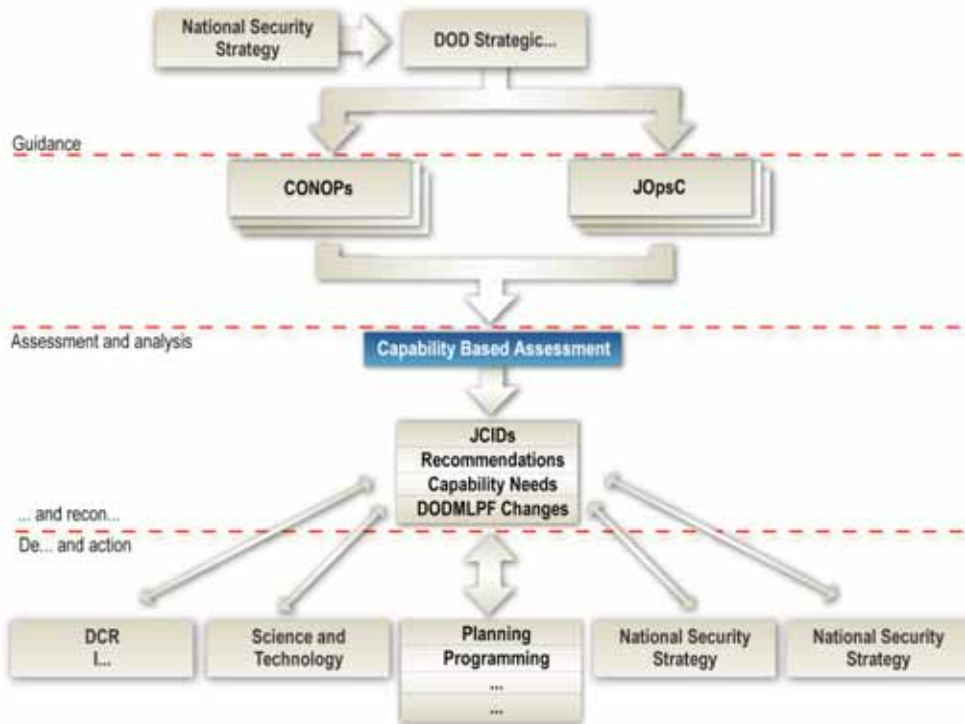 National Security
Strategy
DOD Strategic...
Guidance
CONOPs
JOpsC
Assessment and analysis
Capability Based Assessment
JCIDs
Recommendations
Capability Needs
DODMLPF Changes
... and recon...
De... and action
DCR
I...
Science and
Technology
Planning
Programming
...
...
National Security
Strategy
National Security
Strategy